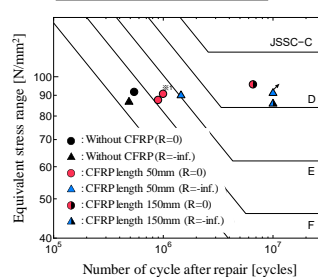 JSSC-C
D
E
F
100
90
80
70
60
50
40
※1
: Without CFRP (R=0)
: Without CFRP (R=-inf.)
: CFRP length 50mm (R=0)
: CFRP length 50mm (R=-inf.)
: CFRP length 150mm (R=0)
: CFRP length 150mm (R=-inf.)
10⁵ 10⁶ 10⁷
Equivalent stress range [N/mm²]
Number of cycle after repair [cycles]